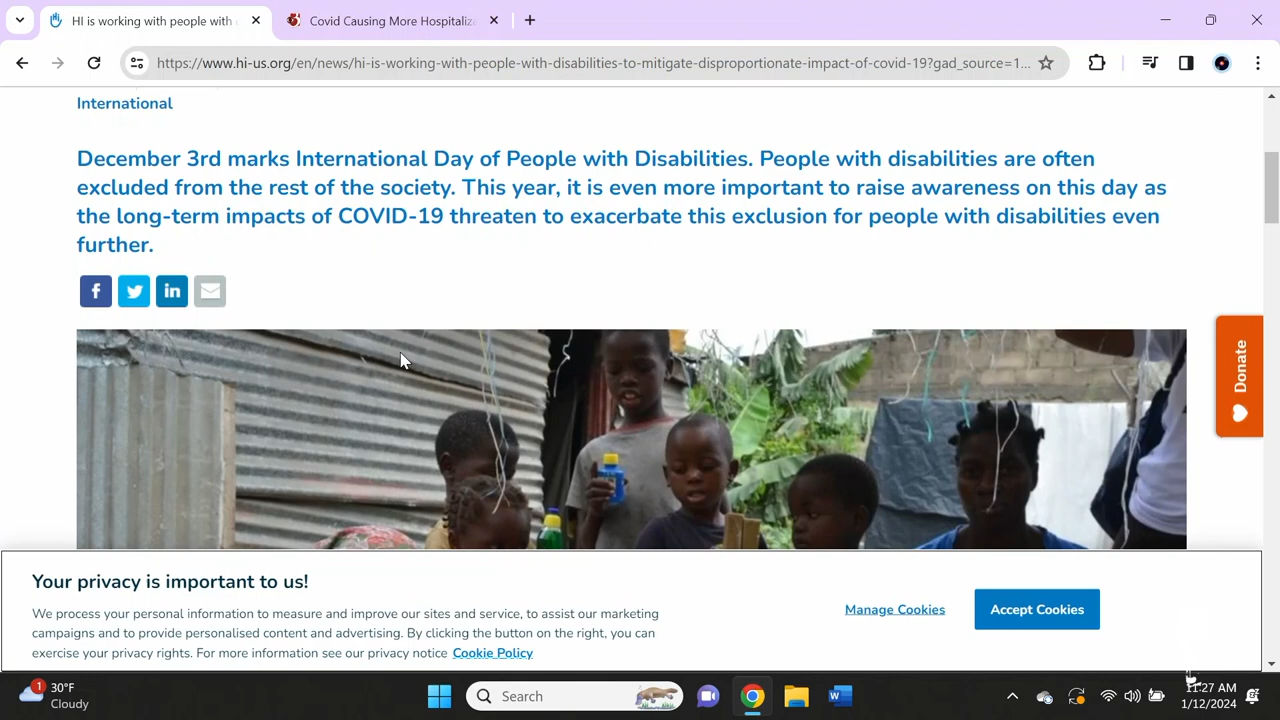 HI is working with people with
Covid Causing More Hospitaliz
https://www.hi-us.org/en/news/hi-is-working-with-people-with-disabilities-to-mitigate-disproportionate-impact-of-covid-19?gad_source=1...
International
December 3rd marks International Day of People with Disabilities. People with disabilities are often
excluded from the rest of the society. This year, it is even more important to raise awareness on this day as
the long-term impacts of COVID-19 threaten to exacerbate this exclusion for people with disabilities even
further.
Donate
Your privacy is important to us!
We process your personal information to measure and improve our sites and service, to assist our marketing
campaigns and to provide personalised content and advertising. By clicking the button on the right, you can
exercise your privacy rights. For more information see our privacy notice Cookie Policy
Manage Cookies
Accept Cookies
1
30°F
Cloudy
Search
11:27 AM
1/12/2024